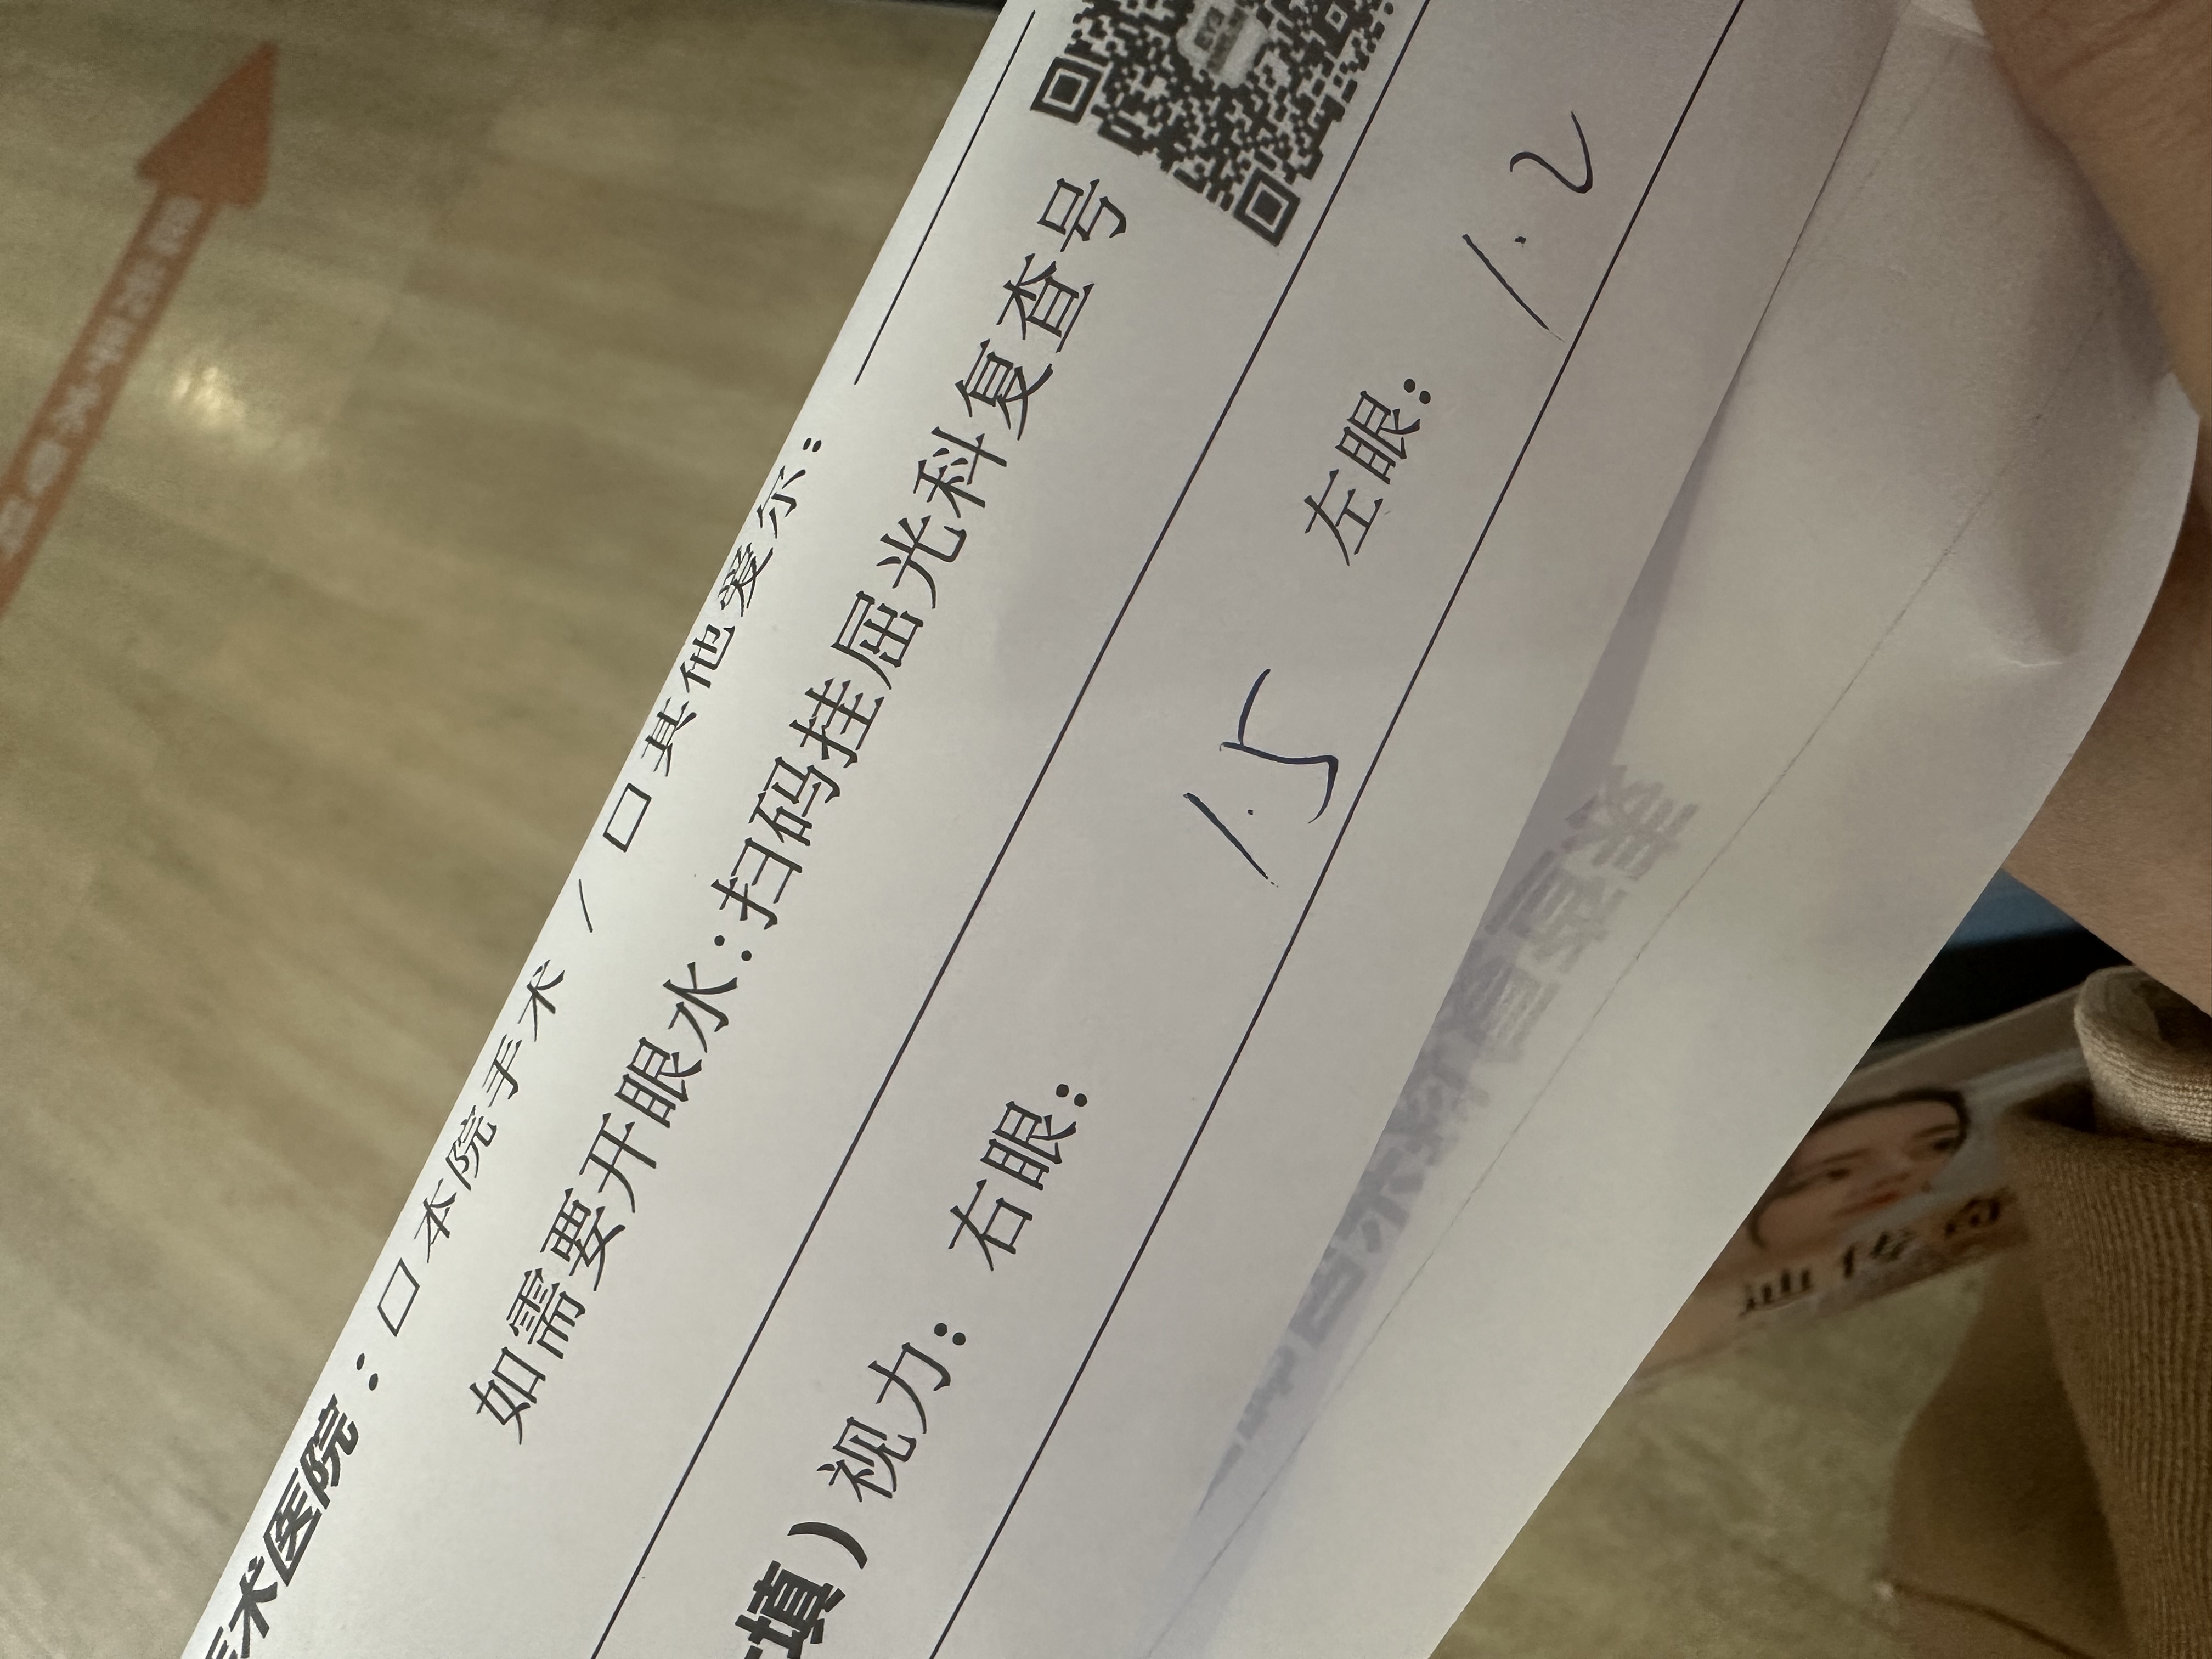 手术医院：□本院手术 / □其他爱尔：
如需要开眼水：扫码挂屈光科复查号
填）视力： 右眼： 1.5 左眼： 1.2